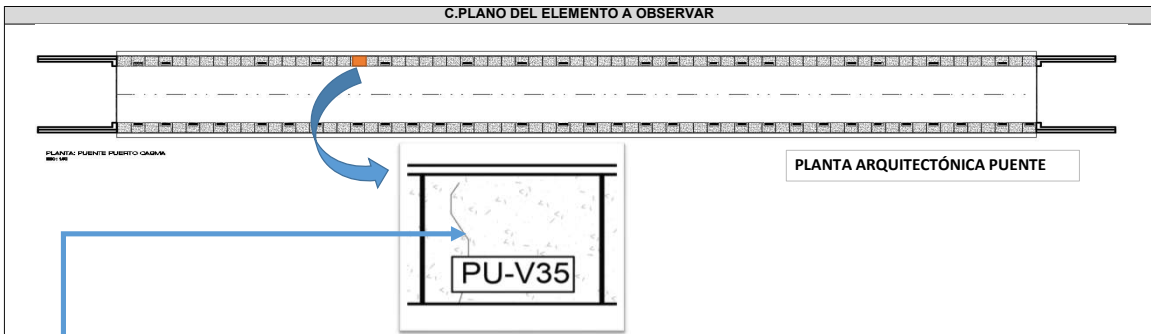 C.PLANO DEL ELEMENTO A OBSERVAR
PLANTA: PUENTE PUERTO CASMA
PLANTA ARQUITECTÓNICA PUENTE
PU-V35